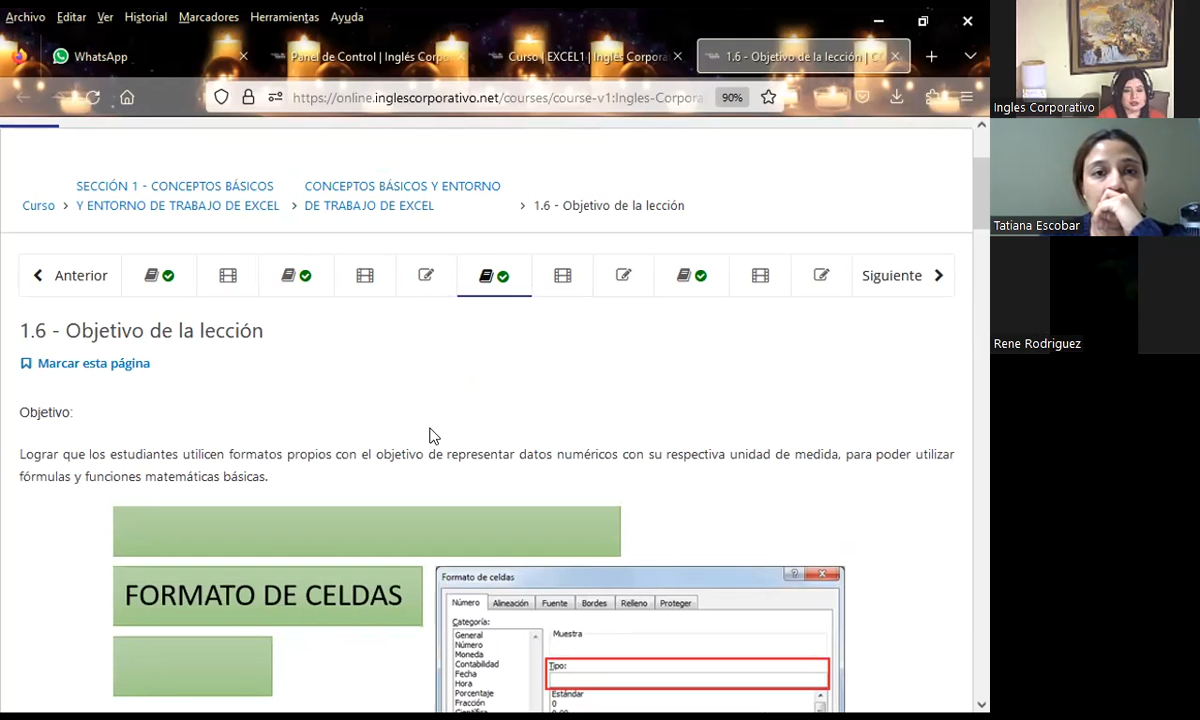 Archivo Editar Ver Historial Marcadores Herramientas Ayuda
WhatsApp
Panel de Control | Inglés Corpo
Curso | EXCEL1 | Inglés Corpora
1.6 - Objetivo de la lección | C
https://online.inglescorporativo.net/courses/course-v1:Ingles-Corpora
90%
Curso
SECCIÓN 1 - CONCEPTOS BÁSICOS
Y ENTORNO DE TRABAJO DE EXCEL
CONCEPTOS BÁSICOS Y ENTORNO
DE TRABAJO DE EXCEL
1.6 - Objetivo de la lección
Anterior
Siguiente
1.6 - Objetivo de la lección
Marcar esta página
Objetivo:
Lograr que los estudiantes utilicen formatos propios con el objetivo de representar datos numéricos con su respectiva unidad de medida, para poder utilizar
fórmulas y funciones matemáticas básicas.
FORMATO DE CELDAS
Formato de celdas
Número Alineación Fuente Bordes Relleno Proteger
Categoría:
General
Número
Moneda
Contabilidad
Fecha
Hora
Porcentaje
Fracción
Muestra
Tipo:
Estándar
0
Ingles Corporativo
Tatiana Escobar
Rene Rodriguez